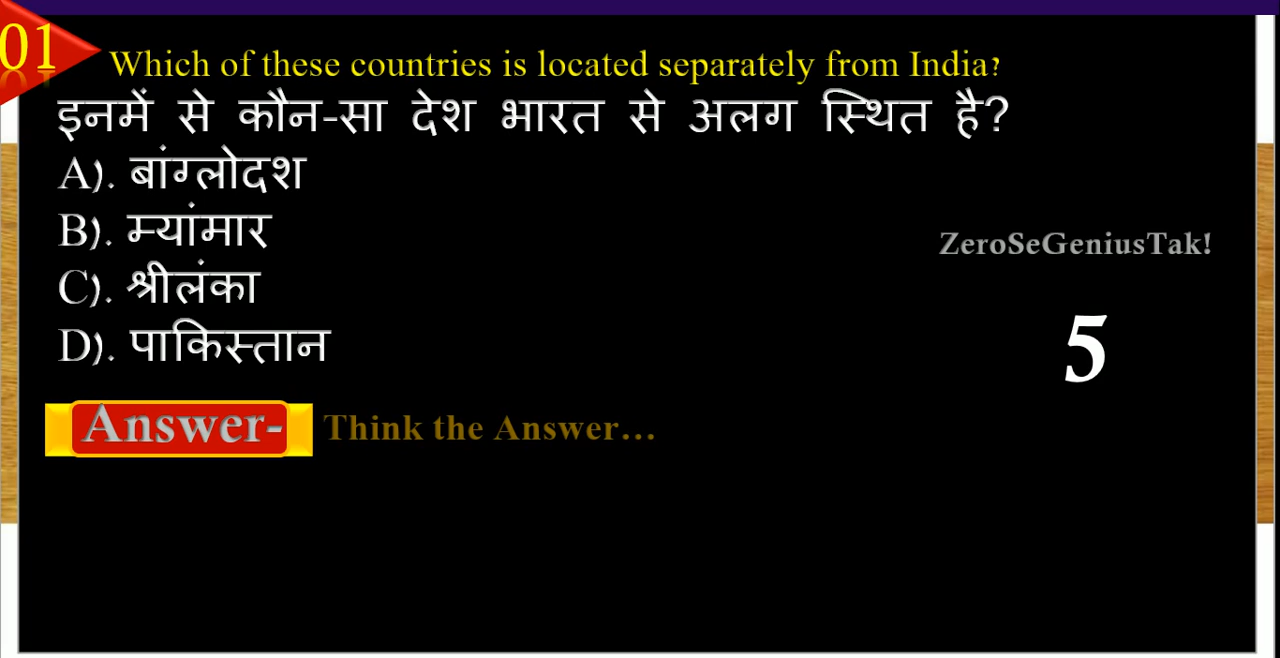 01
Which of these countries is located separately from India?
इनमें से कौन-सा देश भारत से अलग स्थित है?
A). बांग्लोदश
B). म्यांमार
C). श्रीलंका
D). पाकिस्तान
ZeroSeGeniusTak!
5
Answer- Think the Answer...